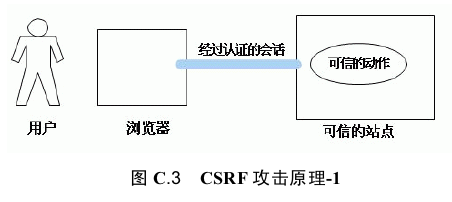 经过认证的会话
可信的动作
用户
浏览器
可信的站点
图 C.3 CSRF 攻击原理-1